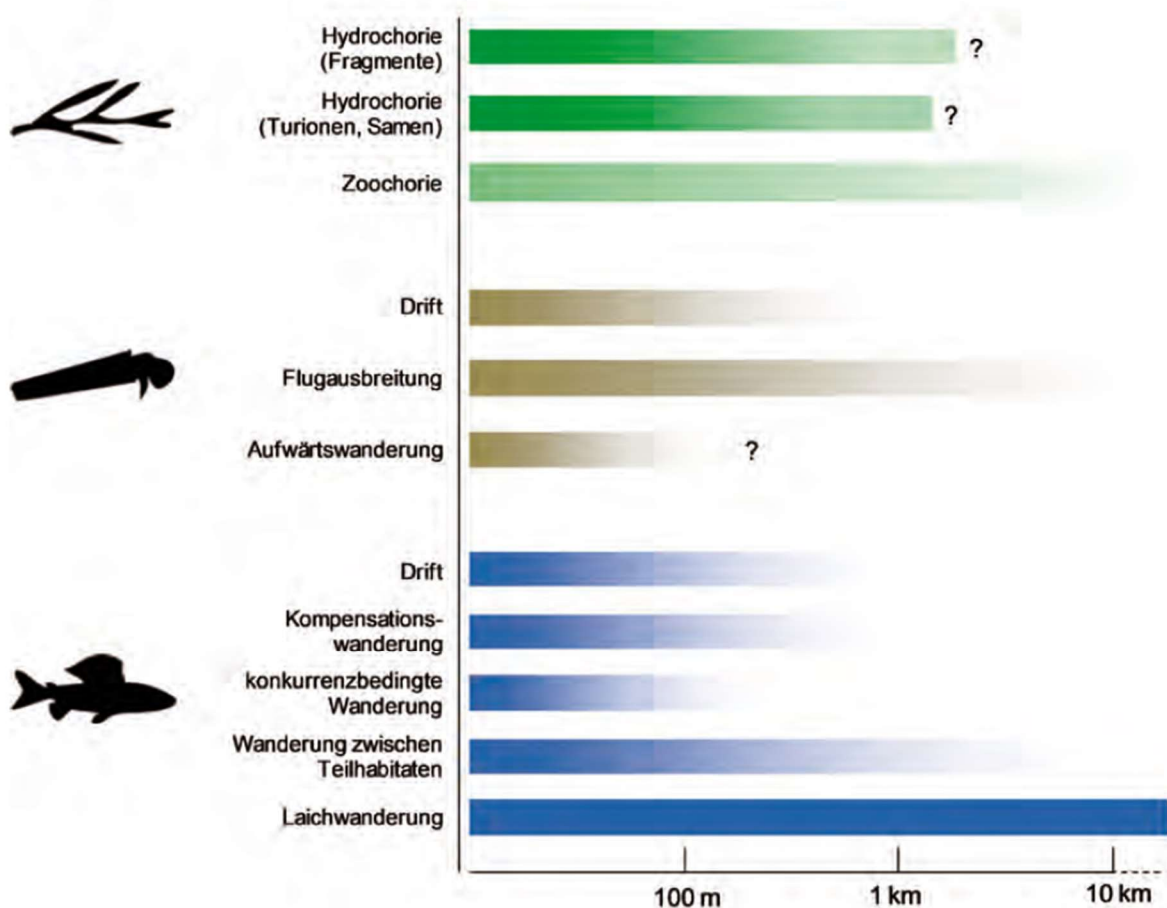 Hydrochorie
(Fragmente)
?
Hydrochorie
(Turionen, Samen)
?
Zoochorie
Drift
Flugausbreitung
Aufwärtswanderung
?
Drift
Kompensations-
wanderung
konkurrenzbedingte
Wanderung
Wanderung zwischen
Teilhabitaten
Laichwanderung
100 m
1 km
10 km